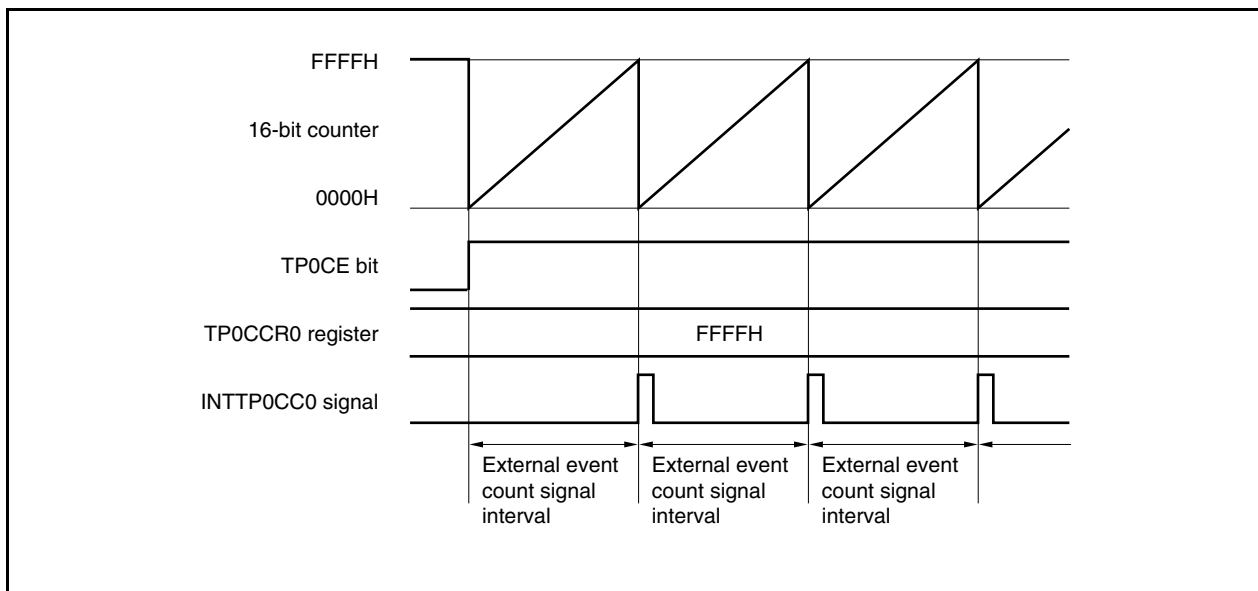 FFFFH
16-bit counter
0000H
TP0CE bit
TP0CCR0 register
FFFFH
INTTP0CC0 signal
External event
count signal
interval
External event
count signal
interval
External event
count signal
interval